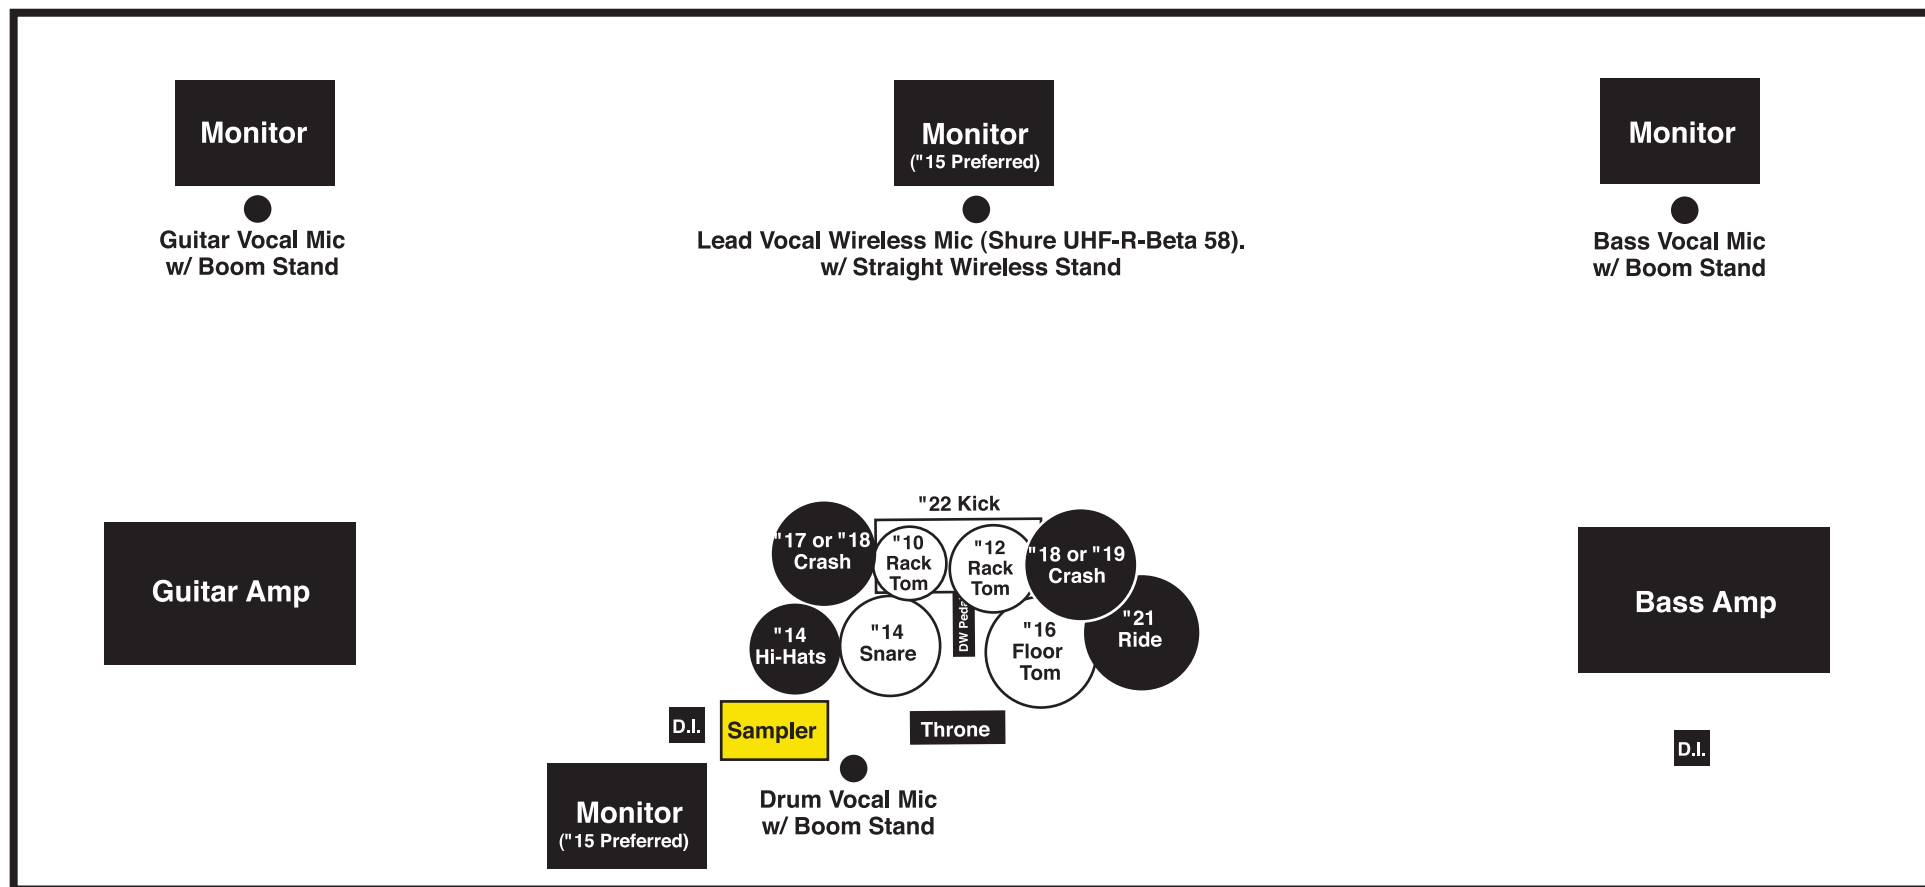 Monitor
Monitor
("15 Preferred)
Monitor
Guitar Vocal Mic
w/ Boom Stand
Lead Vocal Wireless Mic (Shure UHF-R-Beta 58).
w/ Straight Wireless Stand
Bass Vocal Mic
w/ Boom Stand
Guitar Amp
"22 Kick
"17 or "18
Crash
"10
Rack
Tom
"12
Rack
Tom
"18 or "19
Crash
"14
Hi-Hats
"14
Snare
DW Pedal
"16
Floor
Tom
"21
Ride
Bass Amp
D.I.
Sampler
Throne
D.I.
Monitor
("15 Preferred)
Drum Vocal Mic
w/ Boom Stand